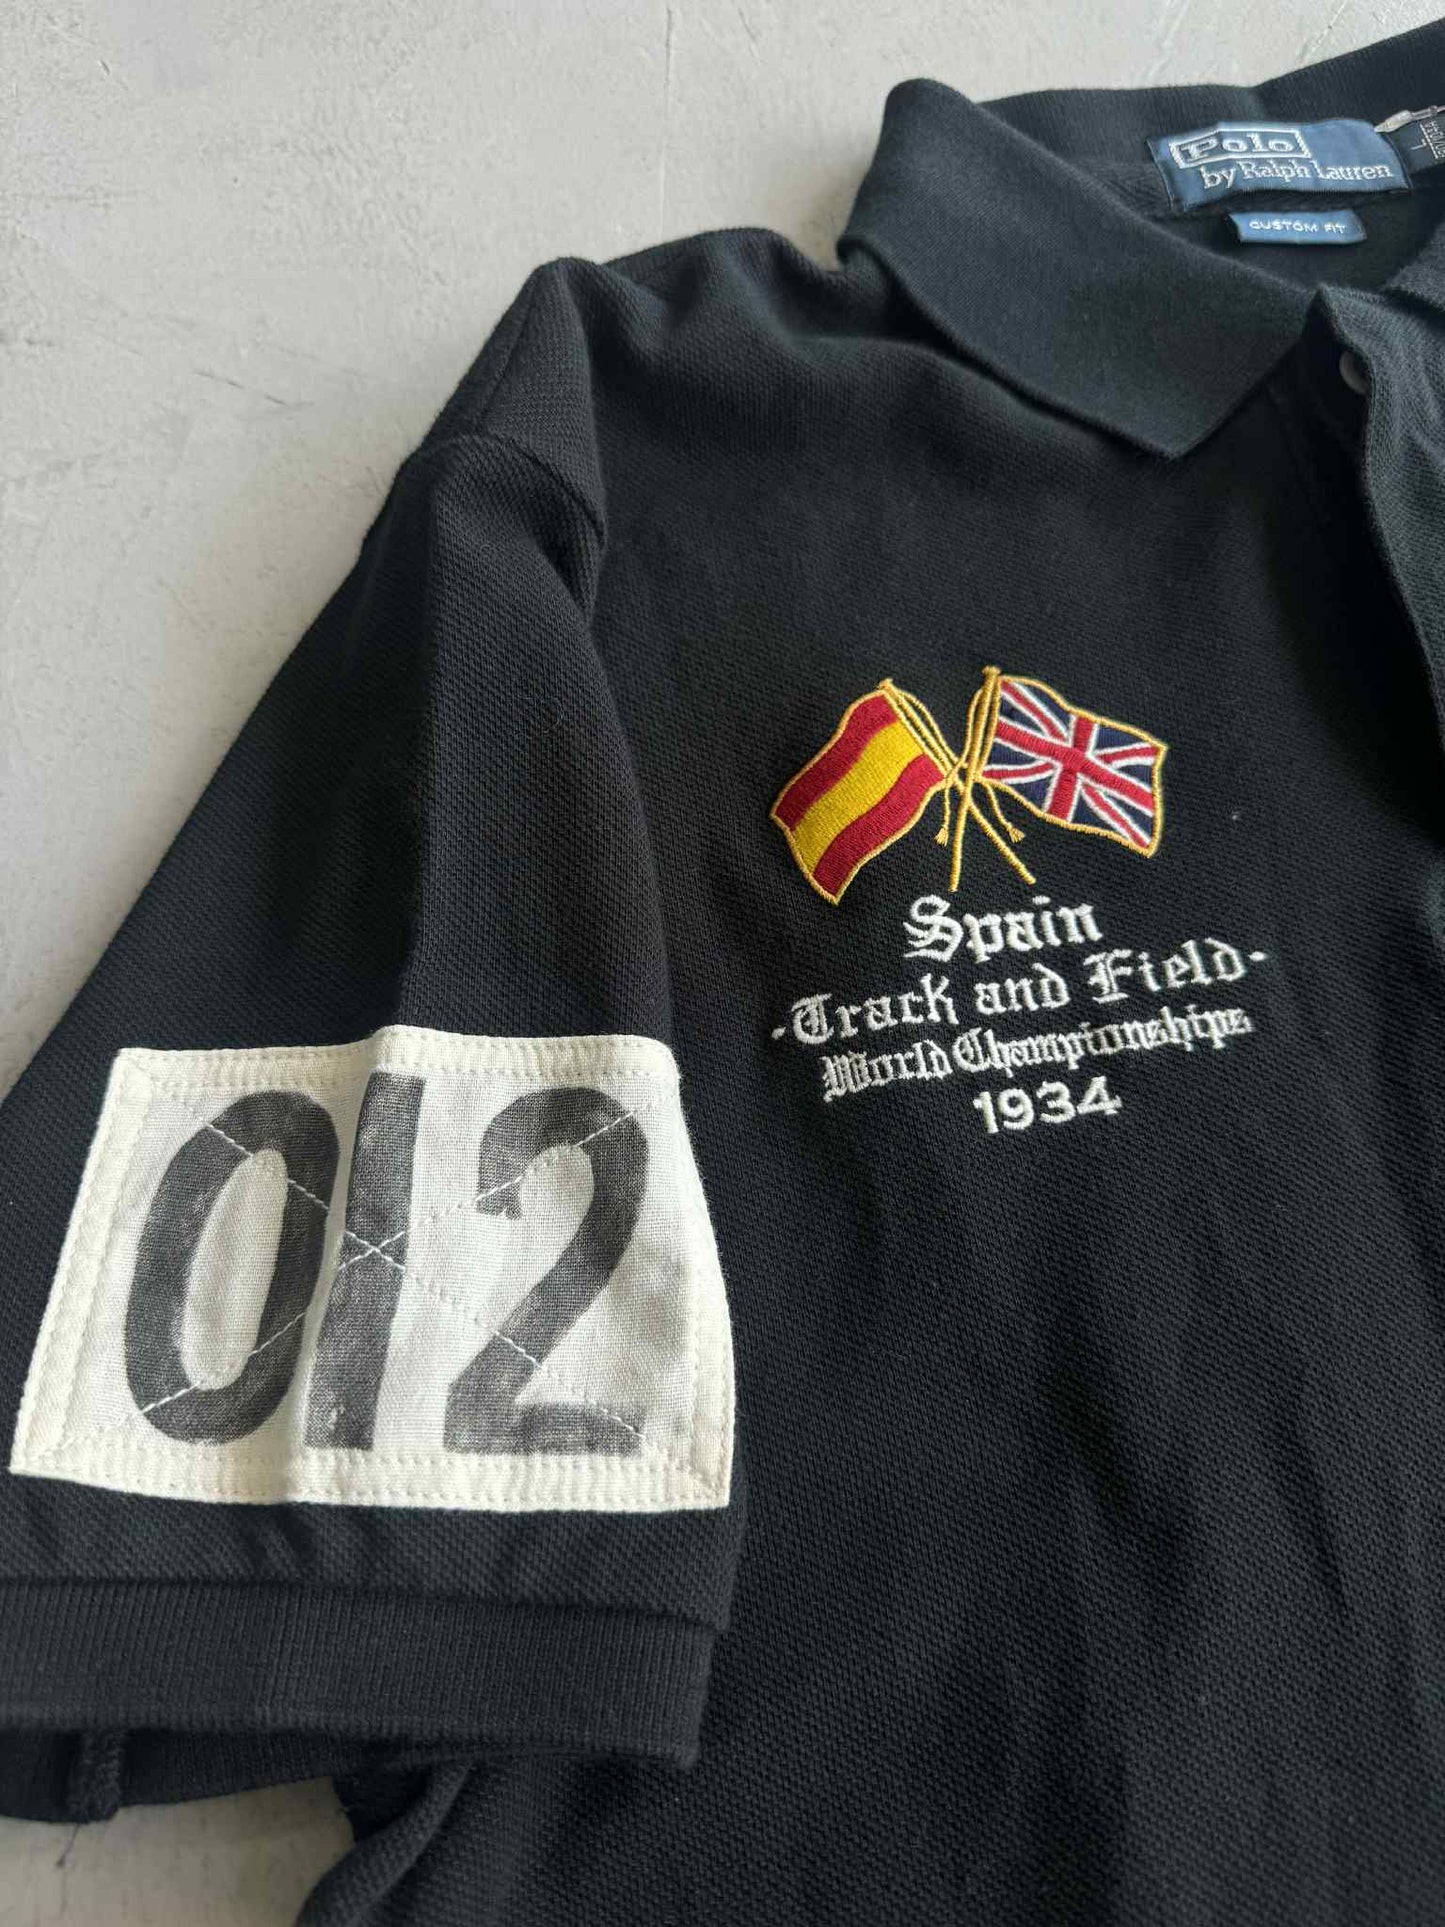 Polo
by Ralph Lauren
CUSTOM FIT
L
Spain
-Track and Field-
World Championships
1934
012